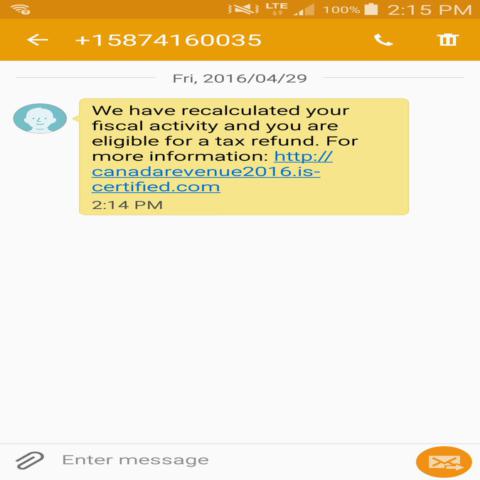 LTE 100% 2:15 PM
+15874160035
Fri, 2016/04/29
We have recalculated your
fiscal activity and you are
eligible for a tax refund. For
more information: http://
canadarevenue2016.is-
certified.com
2:14 PM
Enter message